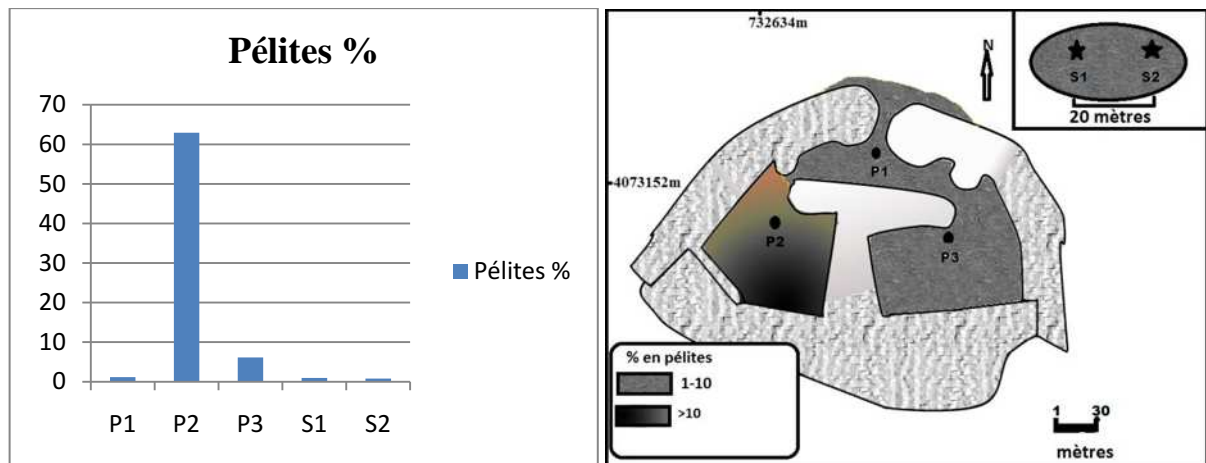 Pélites %
70
60
50
40
30
20
10
0
P1 P2 P3 S1 S2
Pélites %
732634m
4073152m
N
S1 S2
20 mètres
P1
P2
P3
% en pélites
1-10
>10
1 30
mètres